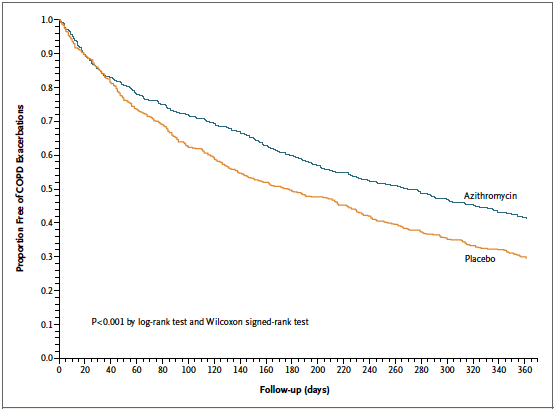 1.0
0.9
0.8
0.7
0.6
0.5
0.4
0.3
0.2
0.1
0.0
Proportion Free of COPD Exacerbations
Azithromycin
Placebo
P<0.001 by log-rank test and Wilcoxon signed-rank test
0 20 40 60 80 100 120 140 160 180 200 220 240 260 280 300 320 340 360
Follow-up (days)